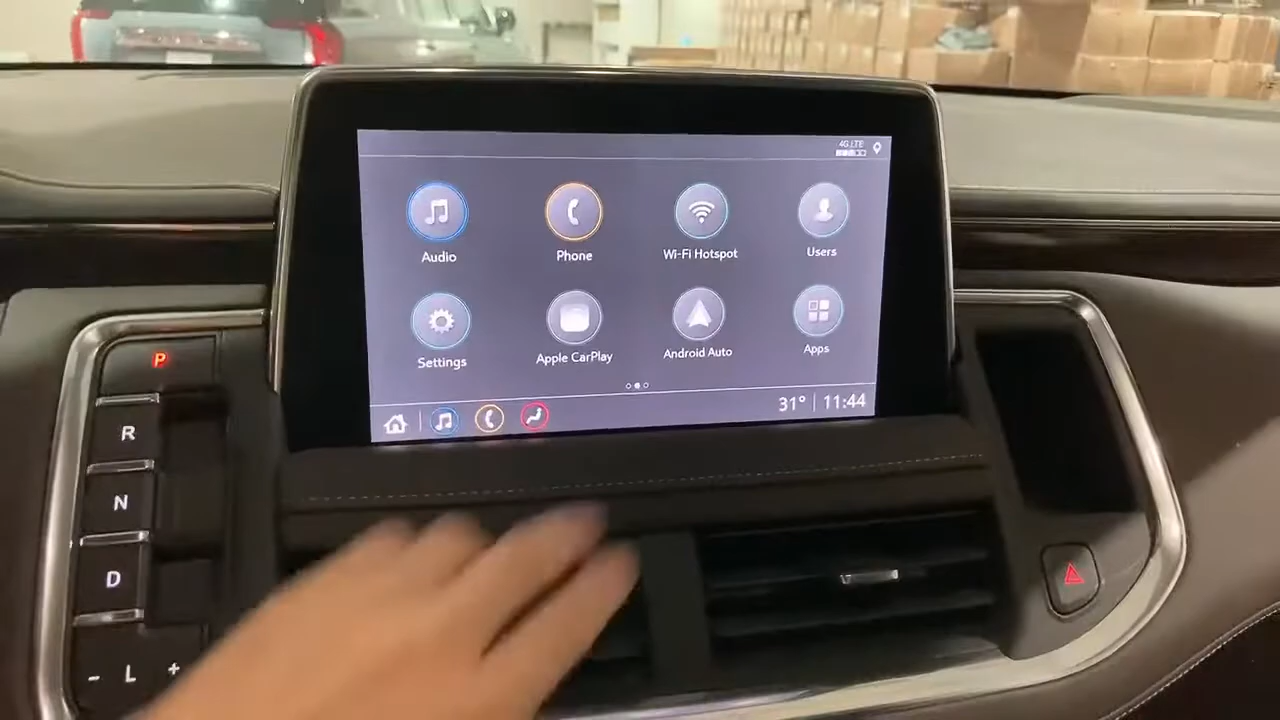 4G LTE
Audio
Phone
Wi-Fi Hotspot
Users
Settings
Apple CarPlay
Android Auto
Apps
31° 11:44
P
R
N
D
- L +